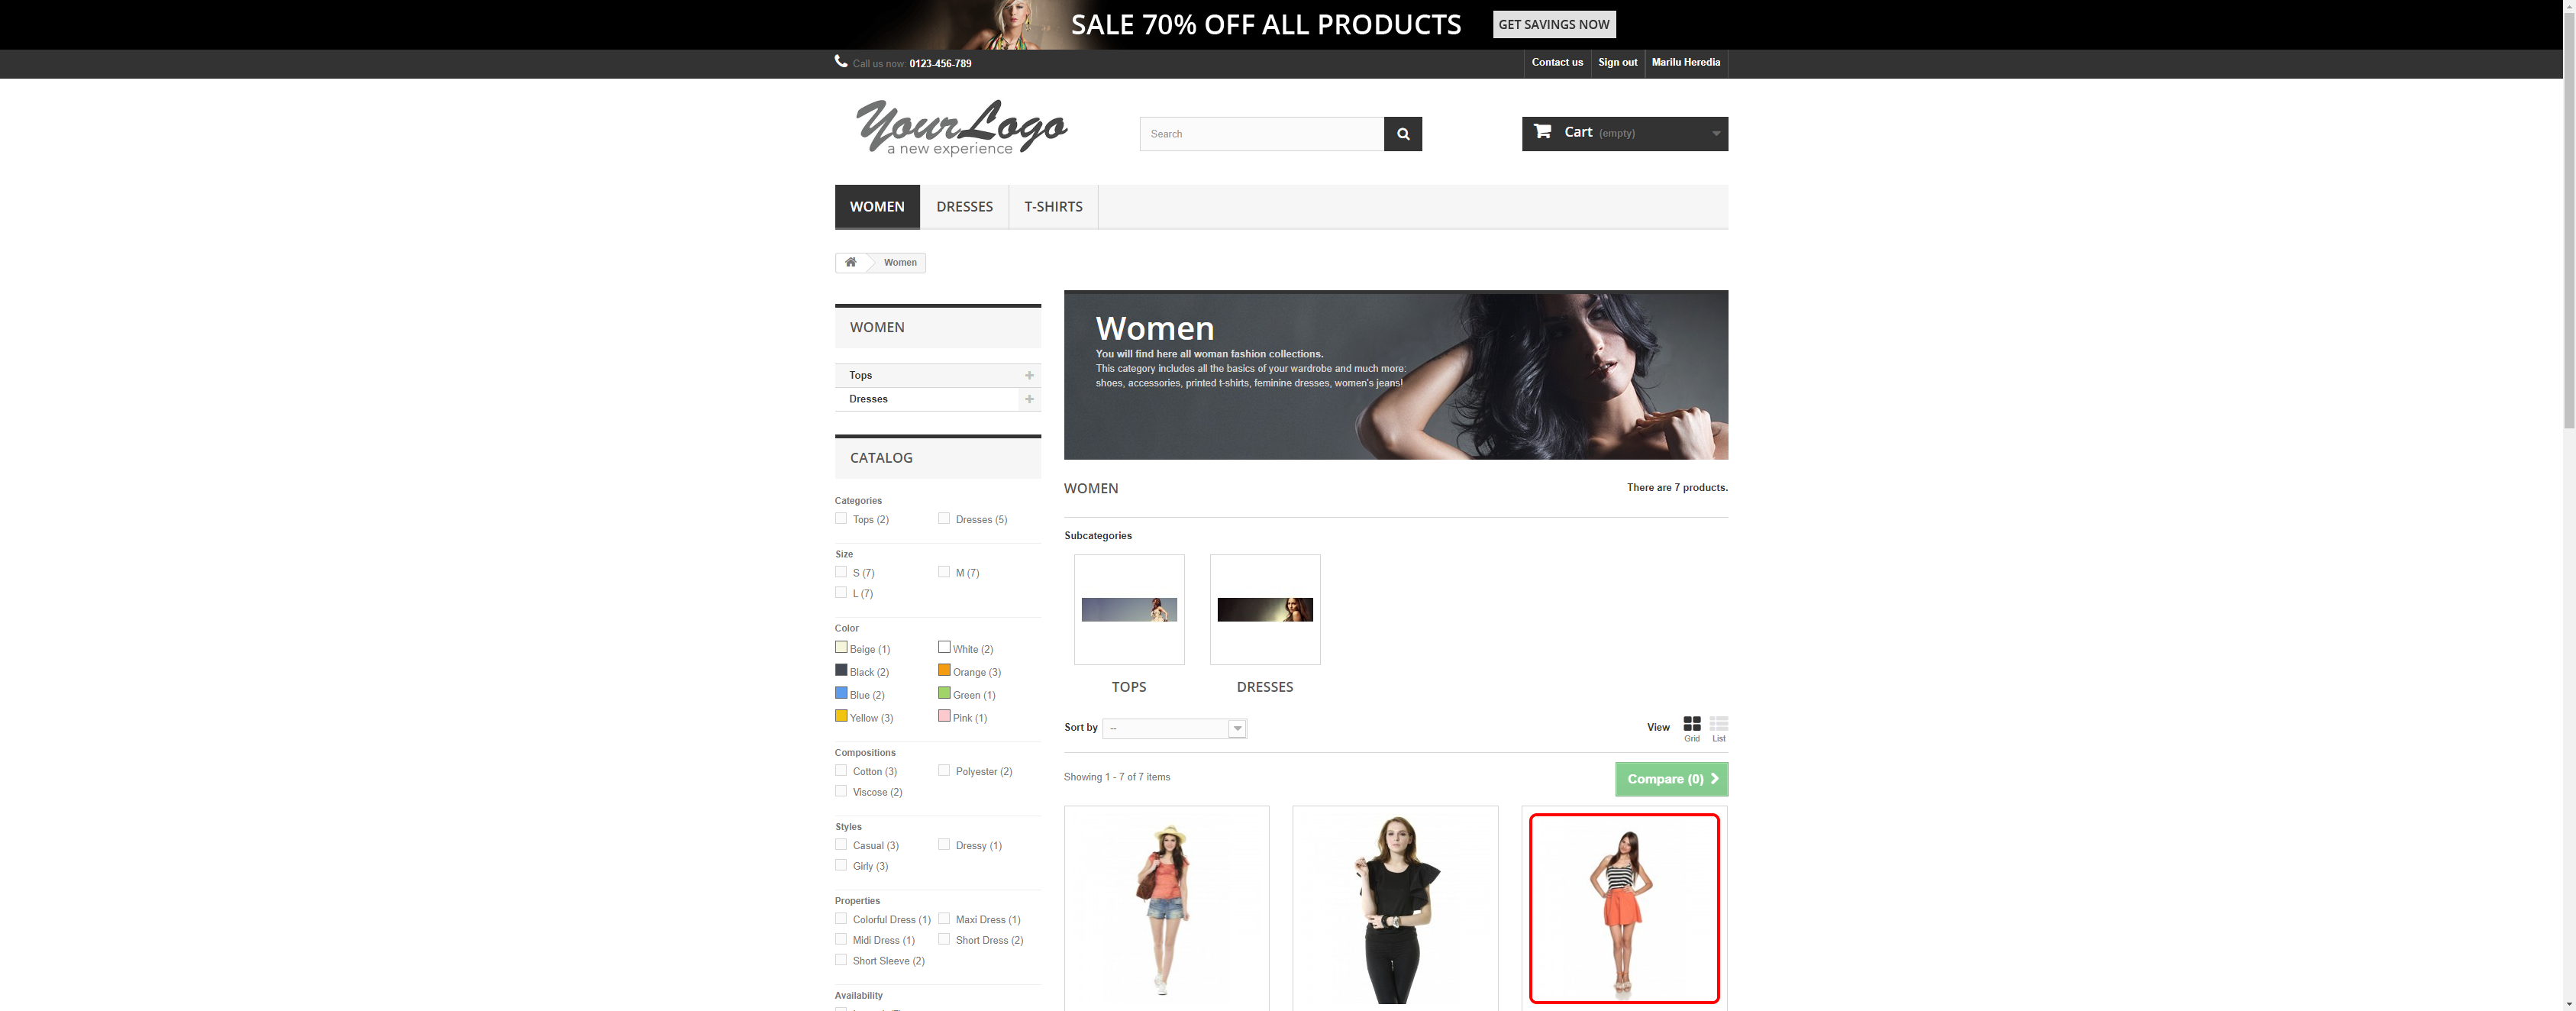 SALE 70% OFF ALL PRODUCTS
GET SAVINGS NOW
Call us now: 0123-456-789
Contact us
Sign out
Marilu Heredia
YourLogo
a new experience
Search
Cart (empty)
WOMEN
DRESSES
T-SHIRTS
Women
WOMEN
Tops
Dresses
CATALOG
Categories
Tops (2)
Dresses (5)
Size
S (7)
M (7)
L (7)
Color
Beige (1)
White (2)
Black (2)
Orange (3)
Blue (2)
Green (1)
Yellow (3)
Pink (1)
Compositions
Cotton (3)
Polyester (2)
Viscose (2)
Styles
Casual (3)
Dressy (1)
Girly (3)
Properties
Colorful Dress (1)
Maxi Dress (1)
Midi Dress (1)
Short Dress (2)
Short Sleeve (2)
Availability
Women
You will find here all woman fashion collections.
This category includes all the basics of your wardrobe and much more:
shoes, accessories, printed t-shirts, feminine dresses, women's jeans!
WOMEN
There are 7 products.
Subcategories
TOPS
DRESSES
Sort by
--
View
Grid
List
Showing 1 - 7 of 7 items
Compare (0)